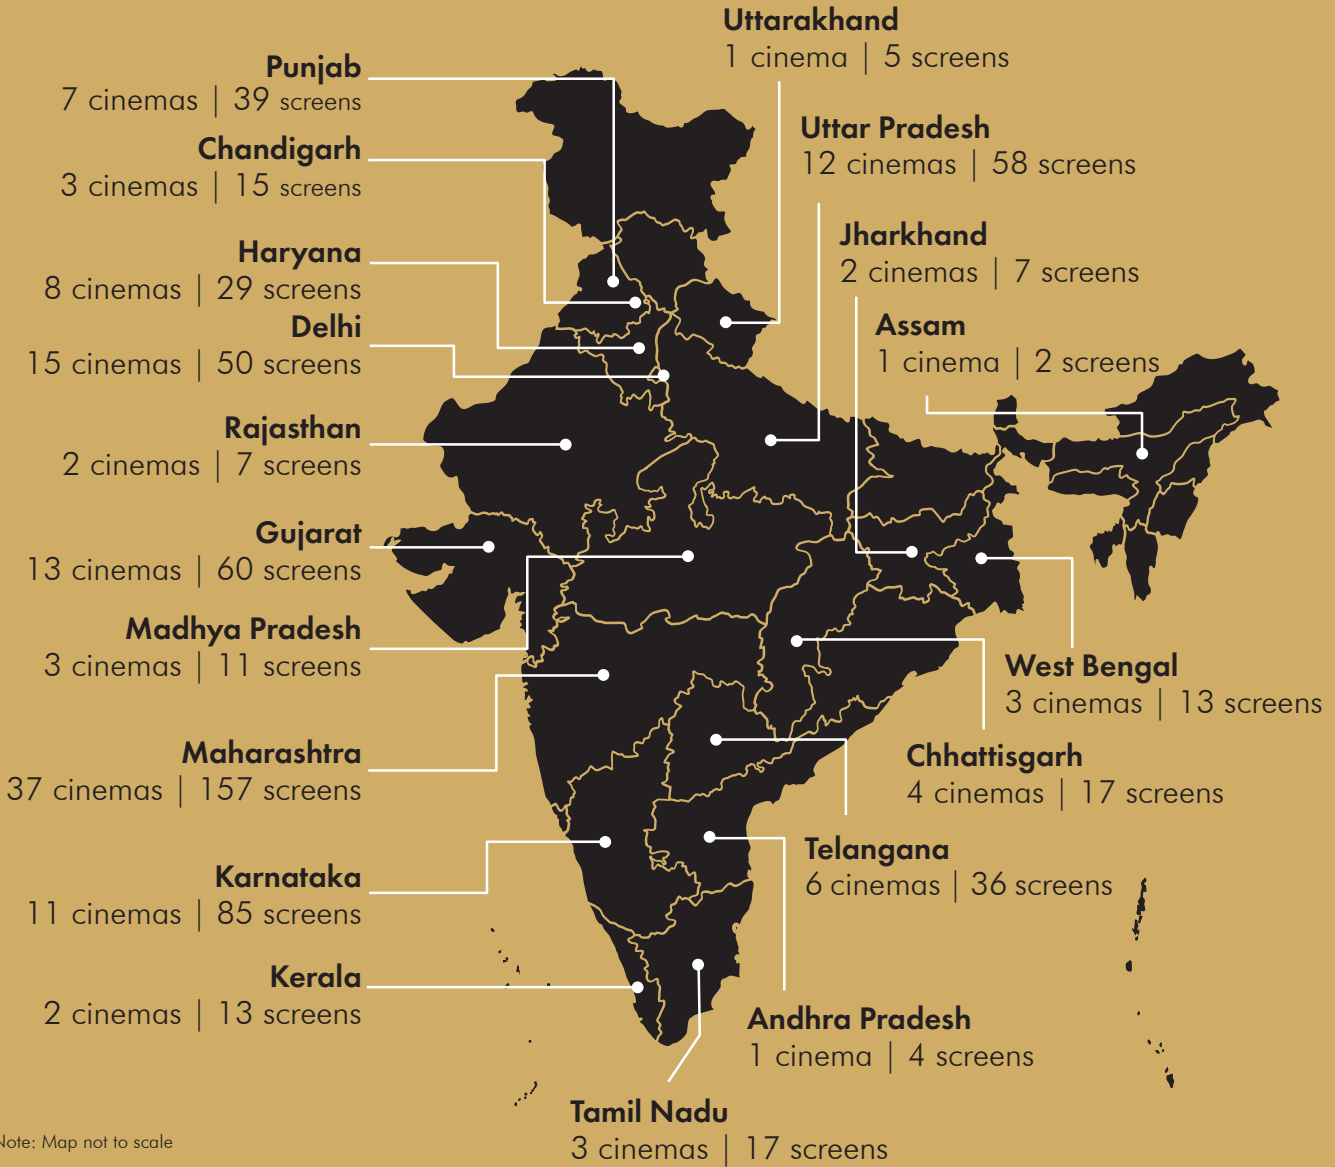 Uttarakhand
1 cinema | 5 screens
Punjab
7 cinemas | 39 screens
Uttar Pradesh
12 cinemas | 58 screens
Chandigarh
3 cinemas | 15 screens
Jharkhand
2 cinemas | 7 screens
Haryana
8 cinemas | 29 screens
Assam
1 cinema | 2 screens
Delhi
15 cinemas | 50 screens
Rajasthan
2 cinemas | 7 screens
Gujarat
13 cinemas | 60 screens
Madhya Pradesh
3 cinemas | 11 screens
West Bengal
3 cinemas | 13 screens
Maharashtra
37 cinemas | 157 screens
Chhattisgarh
4 cinemas | 17 screens
Telangana
6 cinemas | 36 screens
Karnataka
11 cinemas | 85 screens
Kerala
2 cinemas | 13 screens
Andhra Pradesh
1 cinema | 4 screens
Tamil Nadu
3 cinemas | 17 screens
Note: Map not to scale